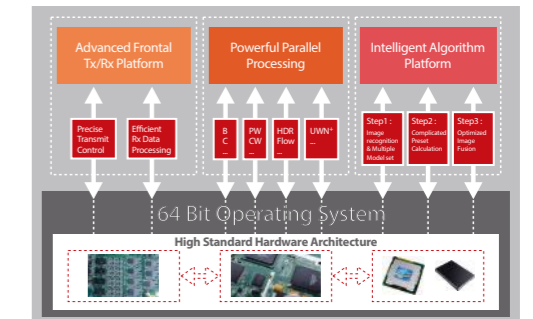 Advanced Frontal
Tx/Rx Platform
Powerful Parallel
Processing
Intelligent Algorithm
Platform
Precise
Transmit
Control
Efficient
Rx Data
Processing
B
C
...
PW
CW
...
HDR
Flow
...
UWN+
...
Step1 :
Image
recognition
& Multiple
Model set
Step2 :
Complicated
Preset
Calculation
Step3 :
Optimized
Image
Fusion
64 Bit Operating System
High Standard Hardware Architecture